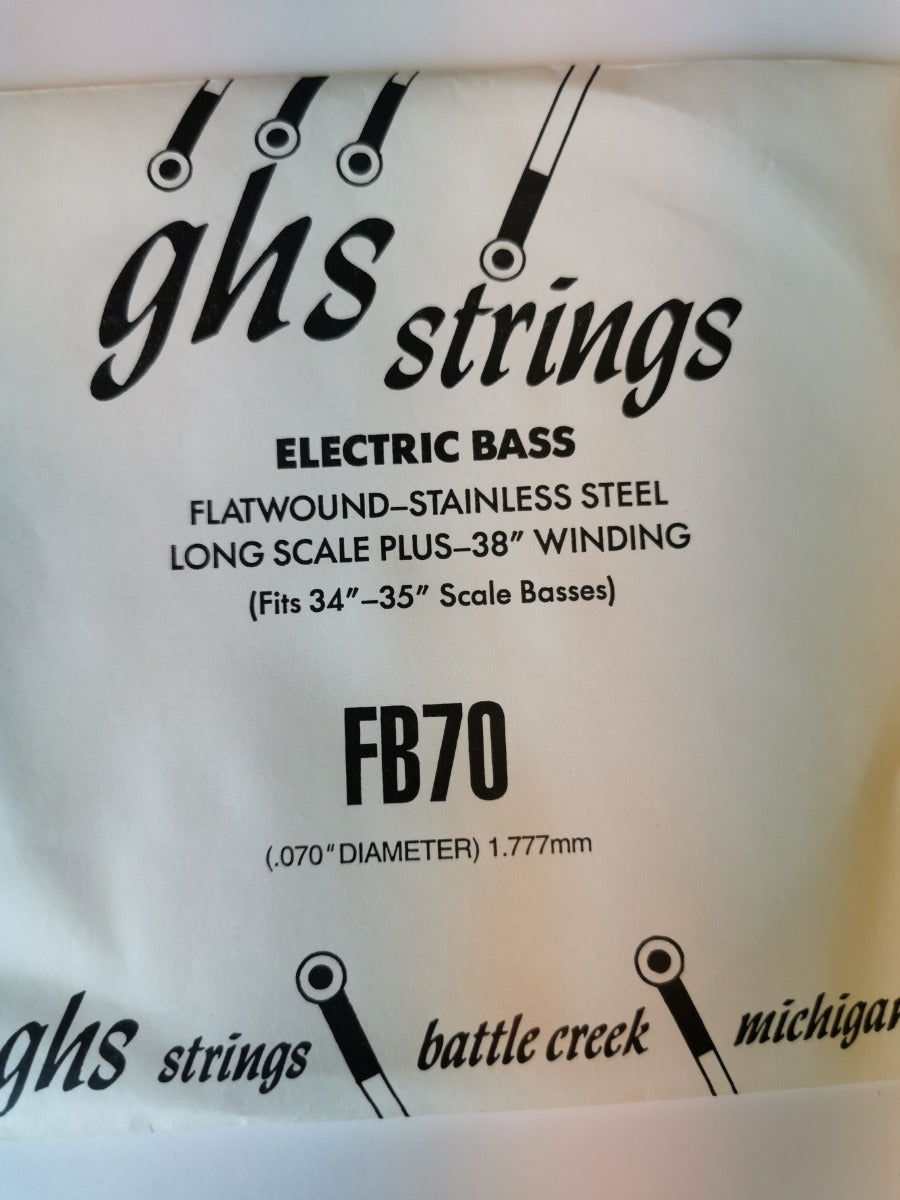 ghs strings
ELECTRIC BASS
FLATWOUND–STAINLESS STEEL
LONG SCALE PLUS–38″ WINDING
(Fits 34″–35″ Scale Basses)
FB70
(.070" DIAMETER) 1.777mm
ghs strings battle creek michigan